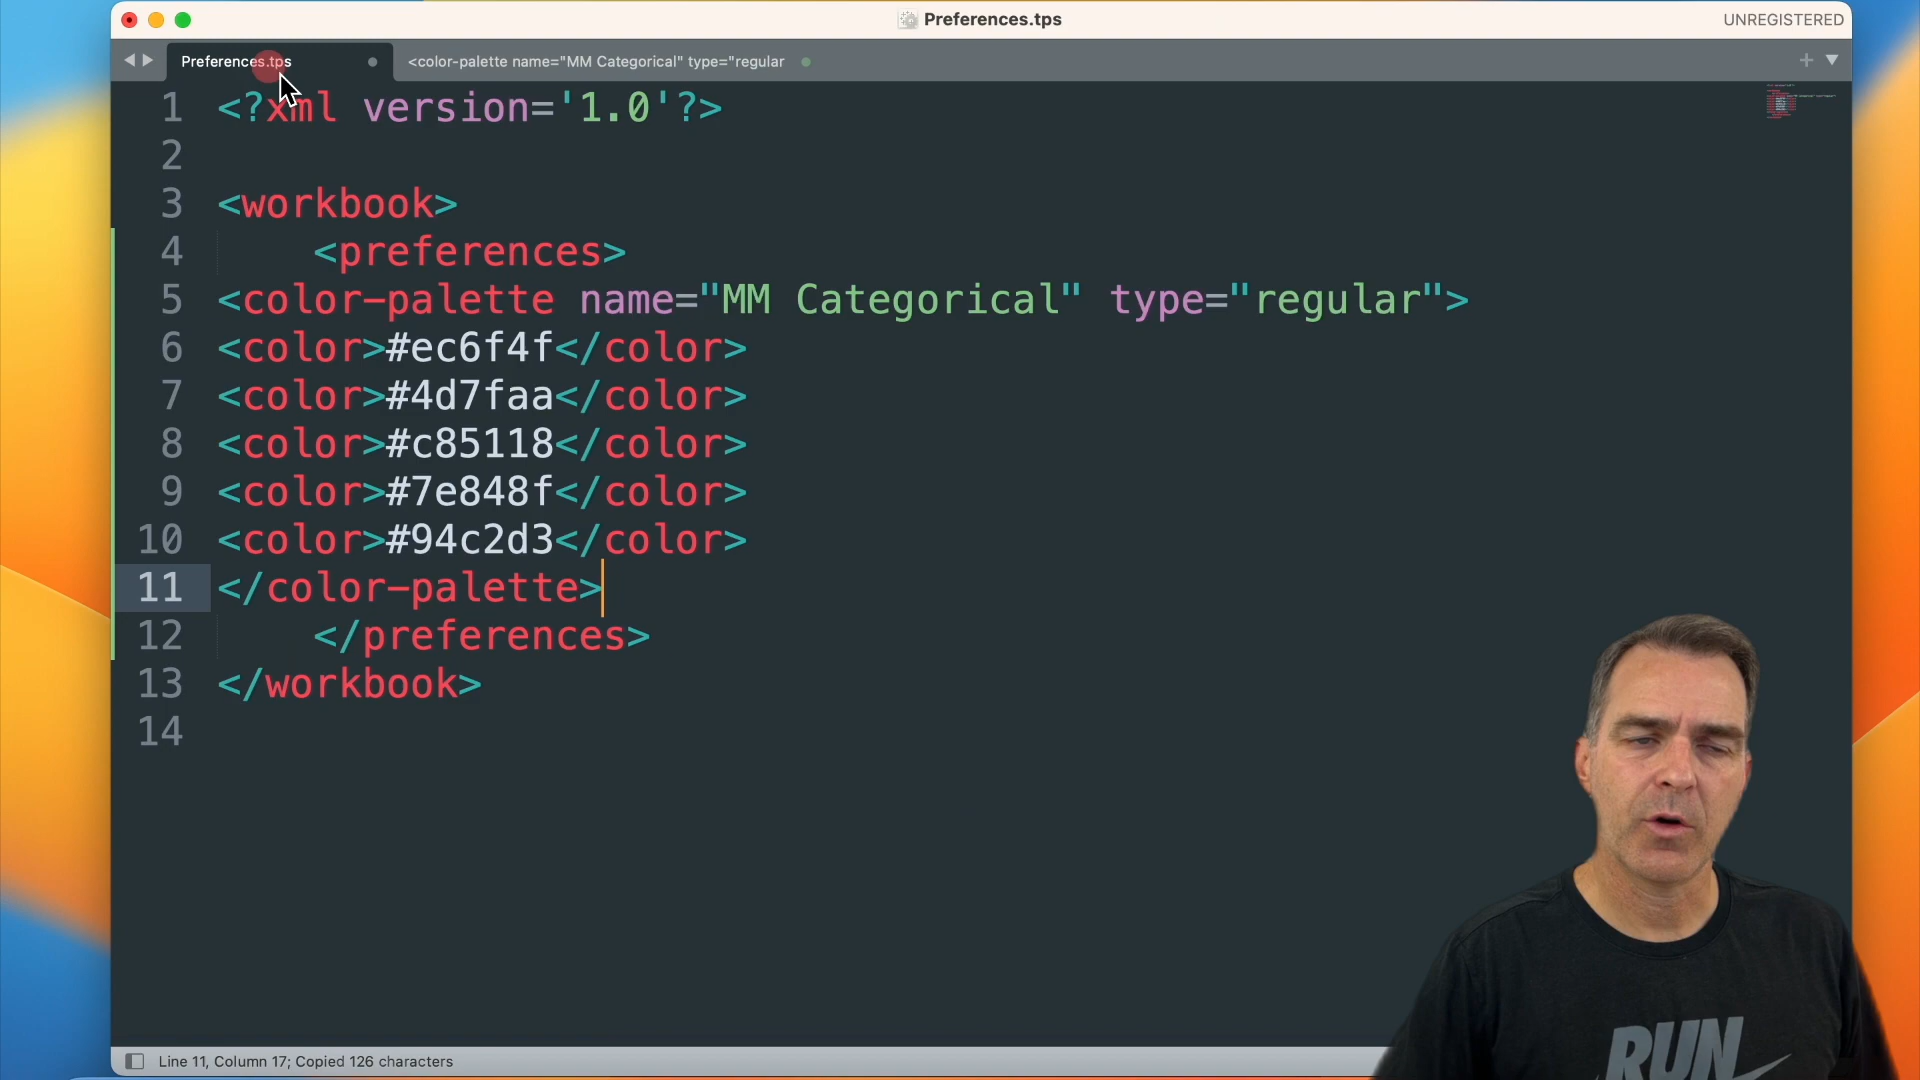 Preferences.tps
UNREGISTERED
Preferences.tps
<color-palette name="MM Categorical" type="regular
1 <?xml version='1.0'?>
2
3 <workbook>
4 <preferences>
5 <color-palette name="MM Categorical" type="regular">
6 <color>#ec6f4f</color>
7 <color>#4d7faa</color>
8 <color>#c85118</color>
9 <color>#7e848f</color>
10 <color>#94c2d3</color>
11 </color-palette>
12 </preferences>
13 </workbook>
14
RUN
Line 11, Column 17; Copied 126 characters